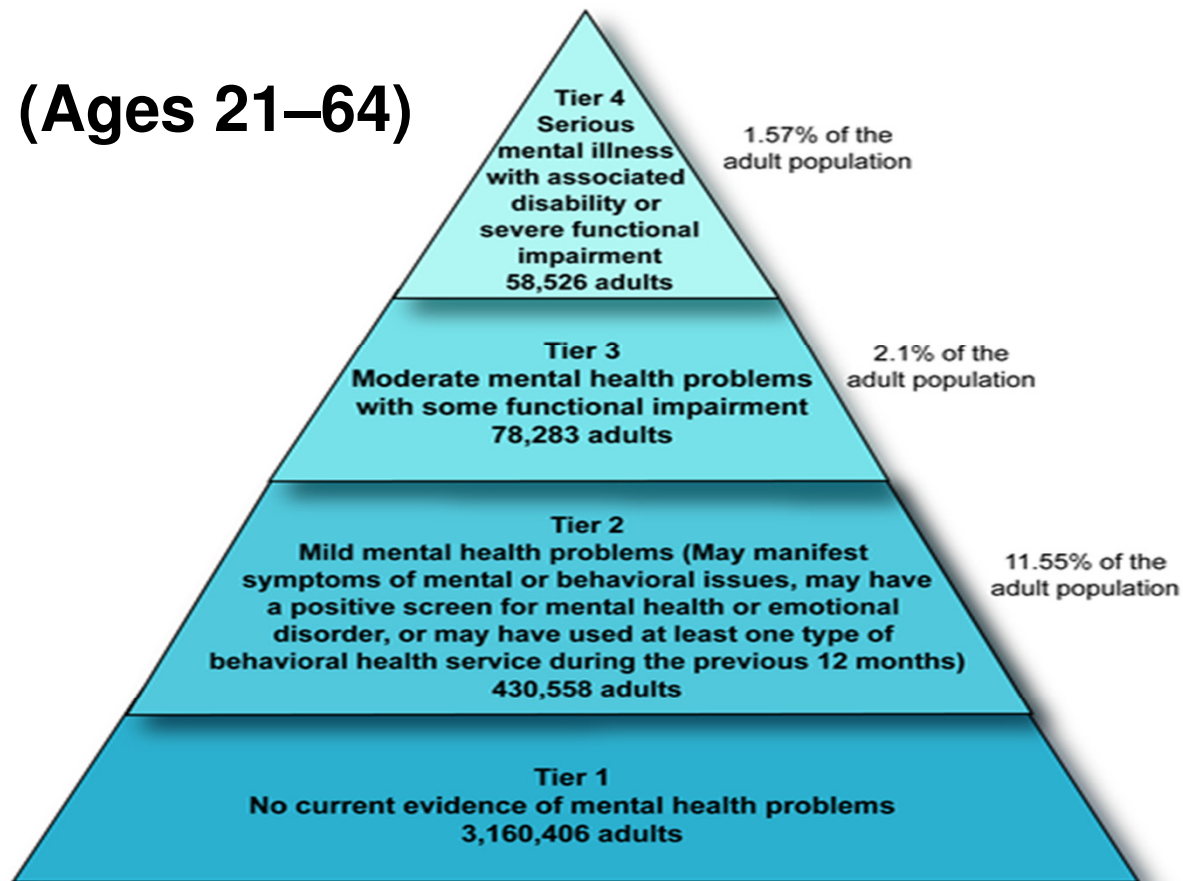 (Ages 21–64)
Tier 4
Serious
mental illness
with associated
disability or
severe functional
impairment
58,526 adults
1.57% of the
adult population
Tier 3
Moderate mental health problems
with some functional impairment
78,283 adults
2.1% of the
adult population
Tier 2
Mild mental health problems (May manifest
symptoms of mental or behavioral issues, may have
a positive screen for mental health or emotional
disorder, or may have used at least one type of
behavioral health service during the previous 12 months)
430,558 adults
11.55% of the
adult population
Tier 1
No current evidence of mental health problems
3,160,406 adults